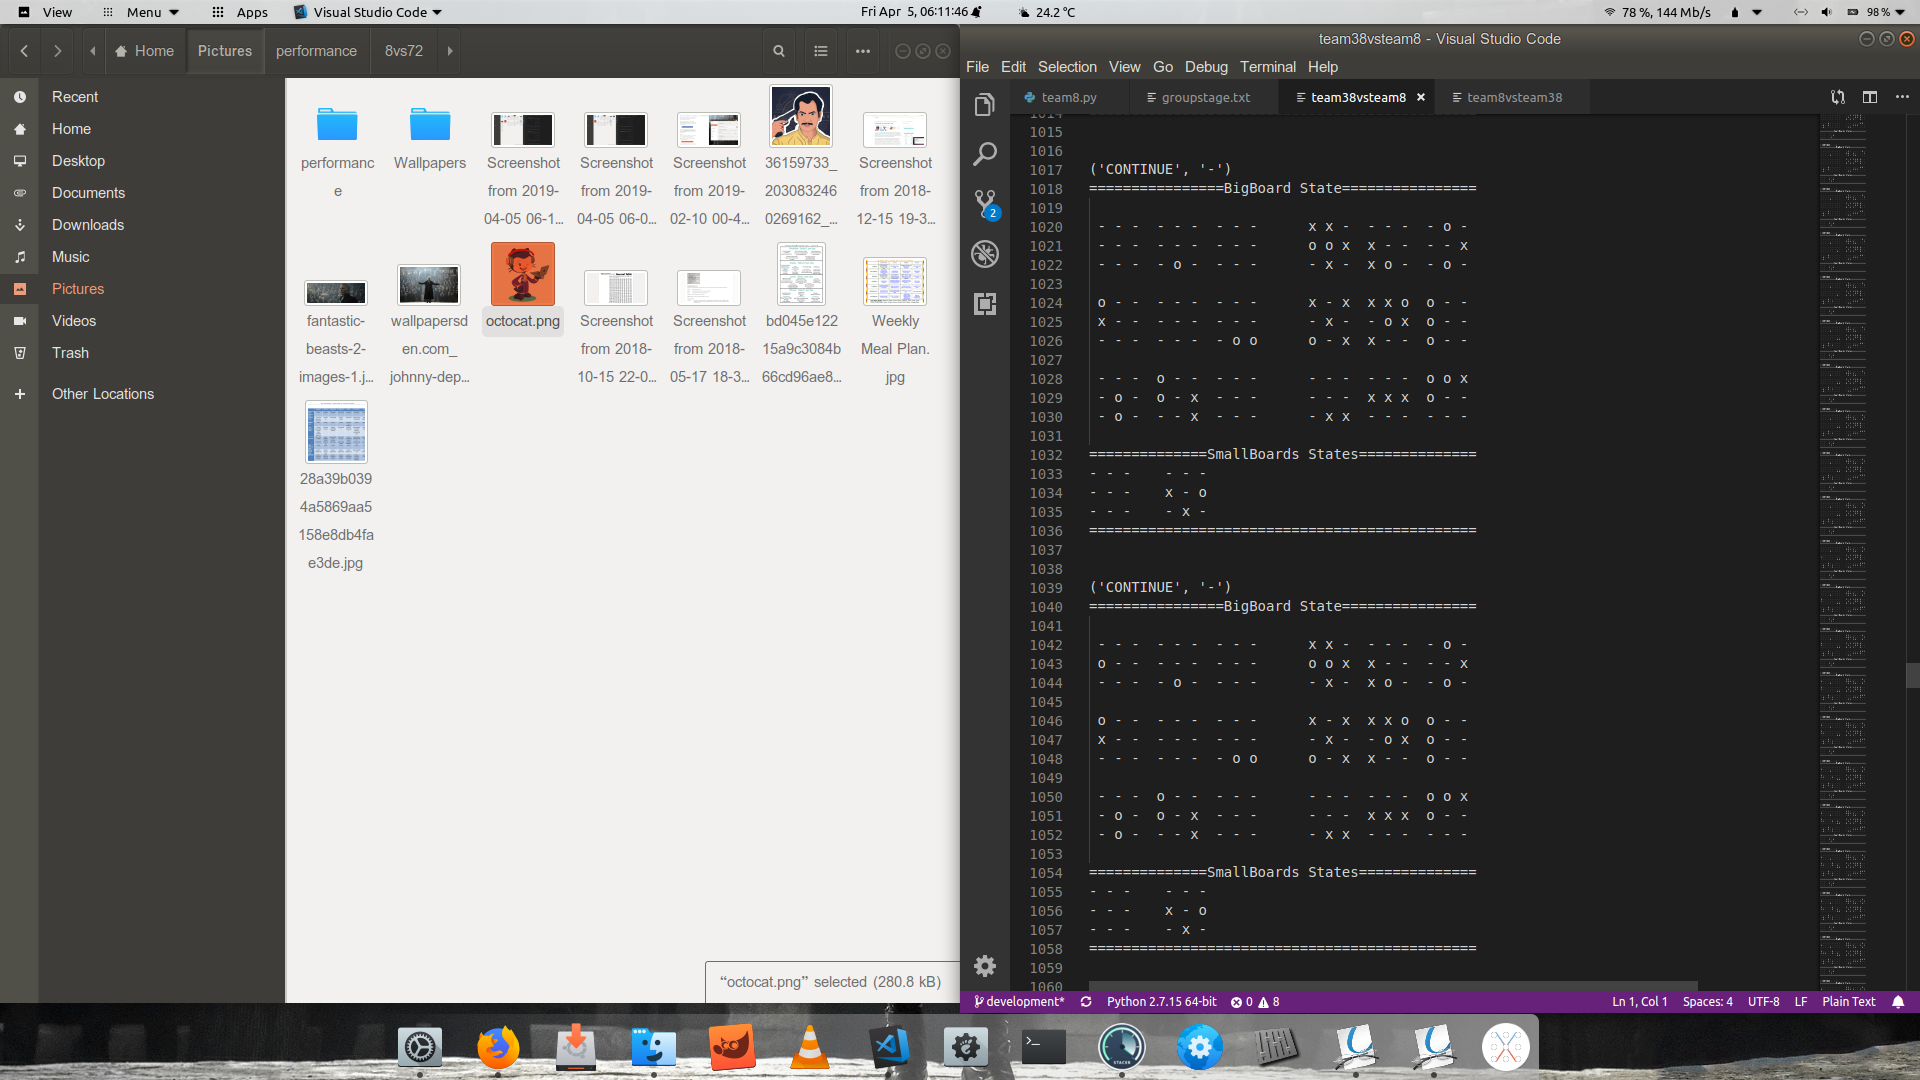 View Menu Apps Visual Studio Code Fri Apr 5, 06:11:46 24.2 °C 78 %, 144 Mb/s 98 %
Home Pictures performance 8vs72
Recent
Home
Desktop
Documents
Downloads
Music
Pictures
Videos
Trash
Other Locations
performanc
e
Wallpapers
Screenshot
from 2019-
04-05 06-1...
Screenshot
from 2019-
04-05 06-0...
Screenshot
from 2019-
02-10 00-4...
36159733_
203083246
0269162_...
Screenshot
from 2018-
12-15 19-3...
fantastic-
beasts-2-
images-1.j...
wallpapersd
en.com_
johnny-dep...
octocat.png
Screenshot
from 2018-
10-15 22-0...
Screenshot
from 2018-
05-17 18-3...
bd045e122
15a9c3084b
66cd96ae8...
Weekly
Meal Plan.
jpg
28a39b039
4a5869aa5
158e8db4fa
e3de.jpg
“octocat.png” selected (280.8 kB)
team38vsteam8 - Visual Studio Code
File Edit Selection View Go Debug Terminal Help
team8.py groupstage.txt team38vsteam8 team8vsteam38
2
1014
1015
1016
1017 ('CONTINUE', '-')
1018 ================BigBoard State================
1019
1020 - - - - - - - - - x x - - - - - o -
1021 - - - - - - - - - o o x x - - - - x
1022 - - - - o - - - - - x - x o - - o -
1023
1024 o - - - - - - - - x - x x x o o - -
1025 x - - - - - - - - - x - - o x o - -
1026 - - - - - - - o o o - x x - - o - -
1027
1028 - - - o - - - - - - - - - - - o o x
1029 - o - o - x - - - - - - x x x o - -
1030 - o - - - x - - - - x x - - - - - -
1031
1032 ==============SmallBoards States==============
1033 - - - - - -
1034 - - - x - o
1035 - - - - x -
1036 ==============================================
1037
1038
1039 ('CONTINUE', '-')
1040 ================BigBoard State================
1041
1042 - - - - - - - - - x x - - - - - o -
1043 o - - - - - - - - o o x x - - - - x
1044 - - - - o - - - - - x - x o - - o -
1045
1046 o - - - - - - - - x - x x x o o - -
1047 x - - - - - - - - - x - - o x o - -
1048 - - - - - - - o o o - x x - - o - -
1049
1050 - - - o - - - - - - - - - - - o o x
1051 - o - o - x - - - - - - x x x o - -
1052 - o - - - x - - - - x x - - - - - -
1053
1054 ==============SmallBoards States==============
1055 - - - - - -
1056 - - - x - o
1057 - - - - x -
1058 ==============================================
1059
1060
development* Python 2.7.15 64-bit 0 8 Ln 1, Col 1 Spaces: 4 UTF-8 LF Plain Text